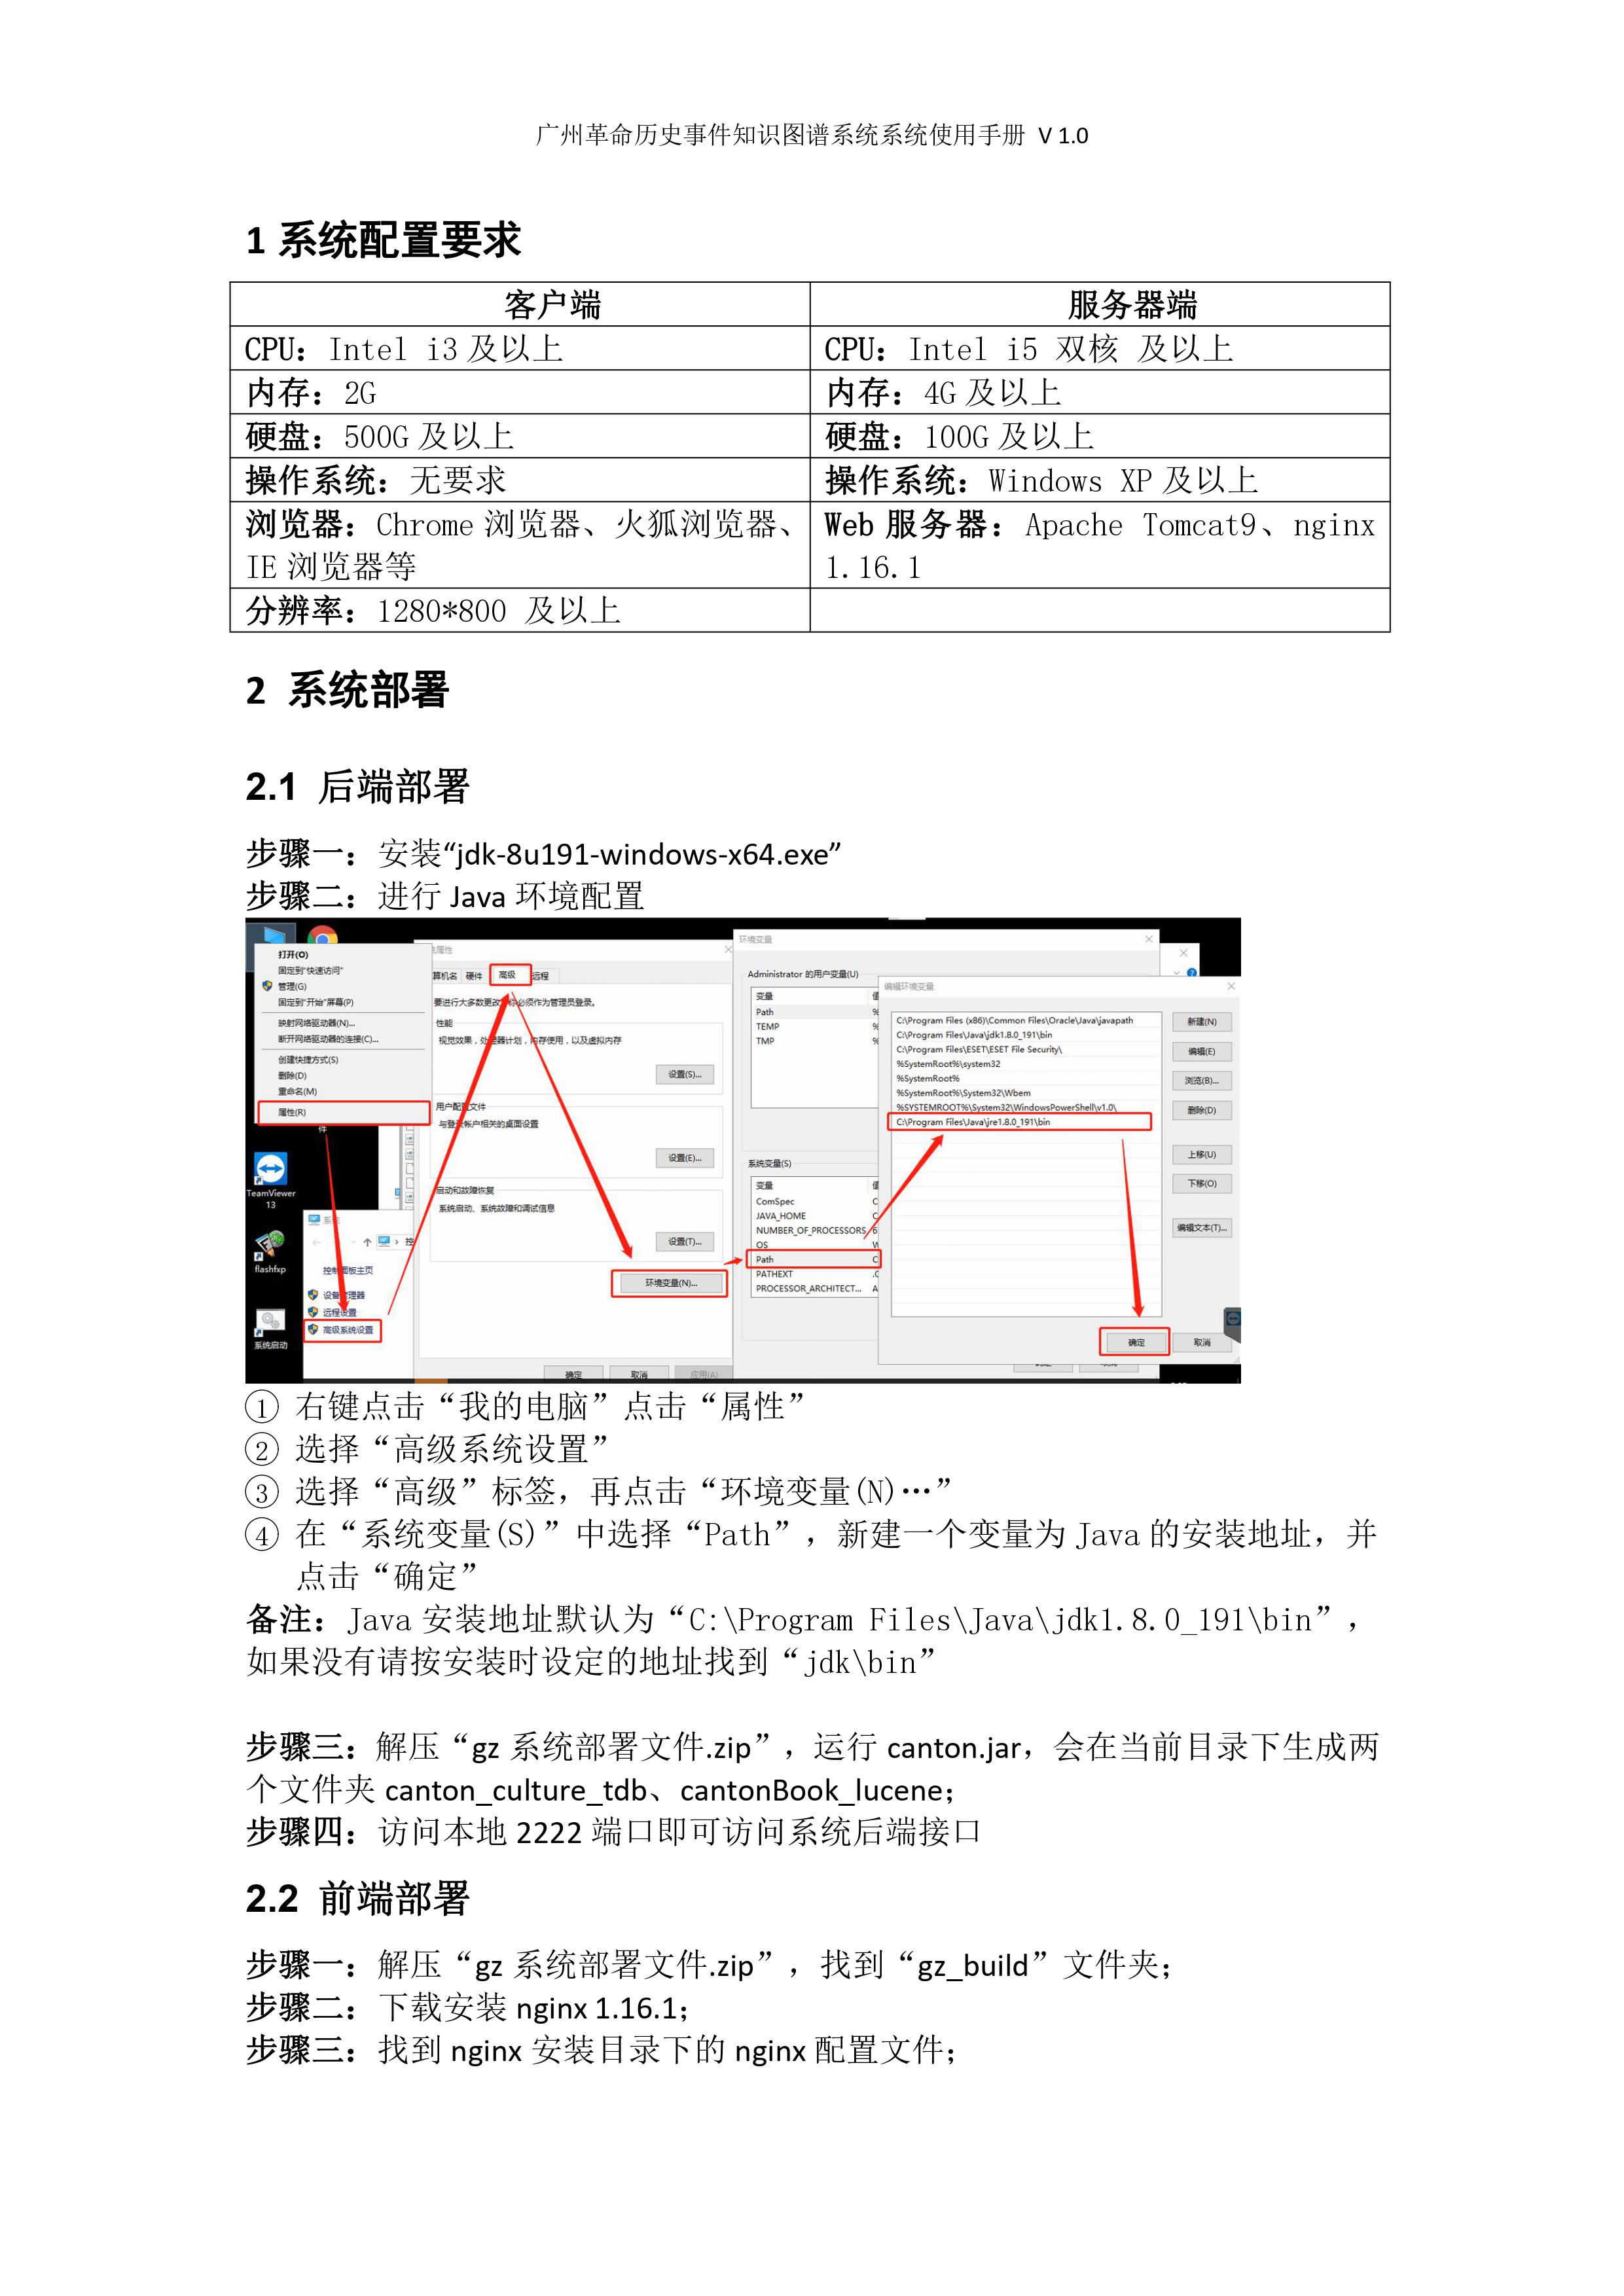 广州革命历史事件知识图谱系统系统使用手册 V 1.0
1 系统配置要求
客户端 服务器端
CPU：Intel i3 及以上 CPU：Intel i5 双核 及以上
内存：2G 内存：4G 及以上
硬盘：500G 及以上 硬盘：100G 及以上
操作系统：无要求 操作系统：Windows XP 及以上
浏览器：Chrome 浏览器、火狐浏览器、 Web 服务器：Apache Tomcat9、nginx
IE 浏览器等 1.16.1
分辨率：1280*800 及以上
2 系统部署
2.1 后端部署
步骤一：安装“jdk-8u191-windows-x64.exe”
步骤二：进行 Java 环境配置
打开(O)
固定到"快速访问"
管理(G)
固定到"开始"屏幕(P)
映射网络驱动器(N)...
断开网络驱动器的连接(C)...
创建快捷方式(S)
删除(D)
重命名(M)
属性(R)
件
TeamViewer
13
flashfxp
系统启动
系统
控制面板主页
设备管理器
远程设置
高级系统设置
属性
算机名 硬件 高级 远程
要进行大多数更改，你必须作为管理员登录。
性能
视觉效果，处理器计划，内存使用，以及虚拟内存
设置(S)...
用户配置文件
与登录帐户相关的桌面设置
设置(E)...
启动和故障恢复
系统启动、系统故障和调试信息
设置(T)...
环境变量(N)...
确定 取消 应用(A)
环境变量
Administrator 的用户变量(U)
变量
Path
TEMP
TMP
系统变量(S)
变量
ComSpec
JAVA_HOME
NUMBER_OF_PROCESSORS 6
OS
Path
PATHEXT
PROCESSOR_ARCHITECT...
编辑环境变量
C:\Program Files (x86)\Common Files\Oracle\Java\javapath
C:\Program Files\Java\jdk1.8.0_191\bin
C:\Program Files\ESET\ESET File Security\
%SystemRoot%\system32
%SystemRoot%
%SystemRoot%\System32\Wbem
%SYSTEMROOT%\System32\WindowsPowerShell\v1.0\
C:\Program Files\Java\jre1.8.0_191\bin
新建(N)
编辑(E)
浏览(B)...
删除(D)
上移(U)
下移(O)
编辑文本(T)...
确定 取消
① 右键点击“我的电脑”点击“属性”
② 选择“高级系统设置”
③ 选择“高级”标签，再点击“环境变量(N)…”
④ 在“系统变量(S)”中选择“Path”，新建一个变量为 Java 的安装地址，并
点击“确定”
备注：Java 安装地址默认为“C:\Program Files\Java\jdk1.8.0_191\bin”，
如果没有请按安装时设定的地址找到“jdk\bin”
步骤三：解压“gz 系统部署文件.zip”，运行 canton.jar，会在当前目录下生成两
个文件夹 canton_culture_tdb、cantonBook_lucene；
步骤四：访问本地 2222 端口即可访问系统后端接口
2.2 前端部署
步骤一：解压“gz 系统部署文件.zip”，找到“gz_build”文件夹；
步骤二：下载安装 nginx 1.16.1；
步骤三：找到 nginx 安装目录下的 nginx 配置文件；